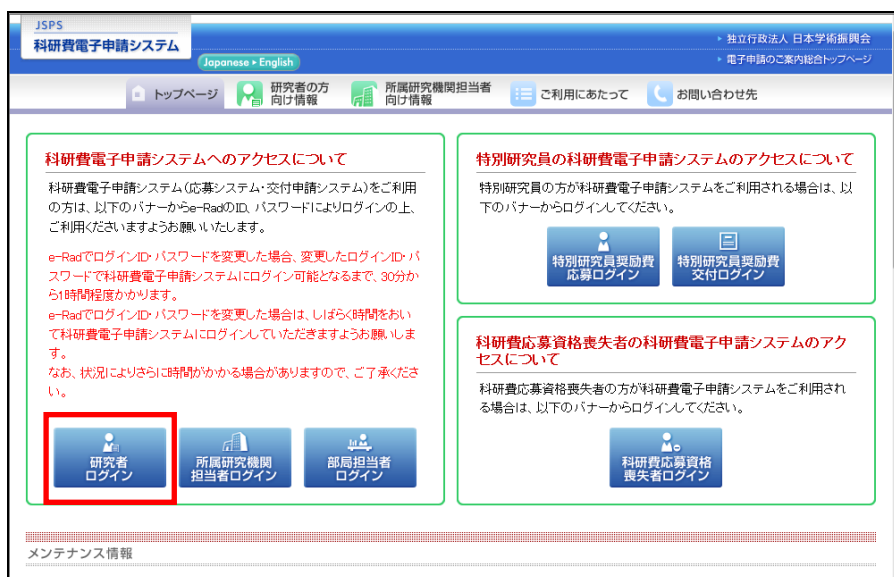 JSPS
科研費電子申請システム
Japanese ▸ English
独立行政法人 日本学術振興会
電子申請のご案内総合トップページ
トップページ
研究者の方
向け情報
所属研究機関担当者
向け情報
ご利用にあたって
お問い合わせ先
科研費電子申請システムへのアクセスについて
科研費電子申請システム(応募システム・交付申請システム)をご利用
の方は、以下のバナーからe-RadのID、パスワードによりログインの上、
ご利用くださいますようお願いいたします。
e-RadでログインID・パスワードを変更した場合、変更したログインID・パ
スワードで科研費電子申請システムにログイン可能となるまで、30分か
ら1時間程度かかります。
e-RadでログインID・パスワードを変更した場合は、しばらく時間をおい
て科研費電子申請システムにログインしていただきますようお願いしま
す。
なお、状況によりさらに時間がかかる場合がありますので、ご了承くださ
い。
研究者
ログイン
所属研究機関
担当者ログイン
部局担当者
ログイン
特別研究員の科研費電子申請システムのアクセスについて
特別研究員の方が科研費電子申請システムをご利用される場合は、以
下のバナーからログインしてください。
特別研究員奨励費
応募ログイン
特別研究員奨励費
交付ログイン
科研費応募資格喪失者の科研費電子申請システムのアク
セスについて
科研費応募資格喪失者の方が科研費電子申請システムをご利用され
る場合は、以下のバナーからログインしてください。
科研費応募資格
喪失者ログイン
メンテナンス情報